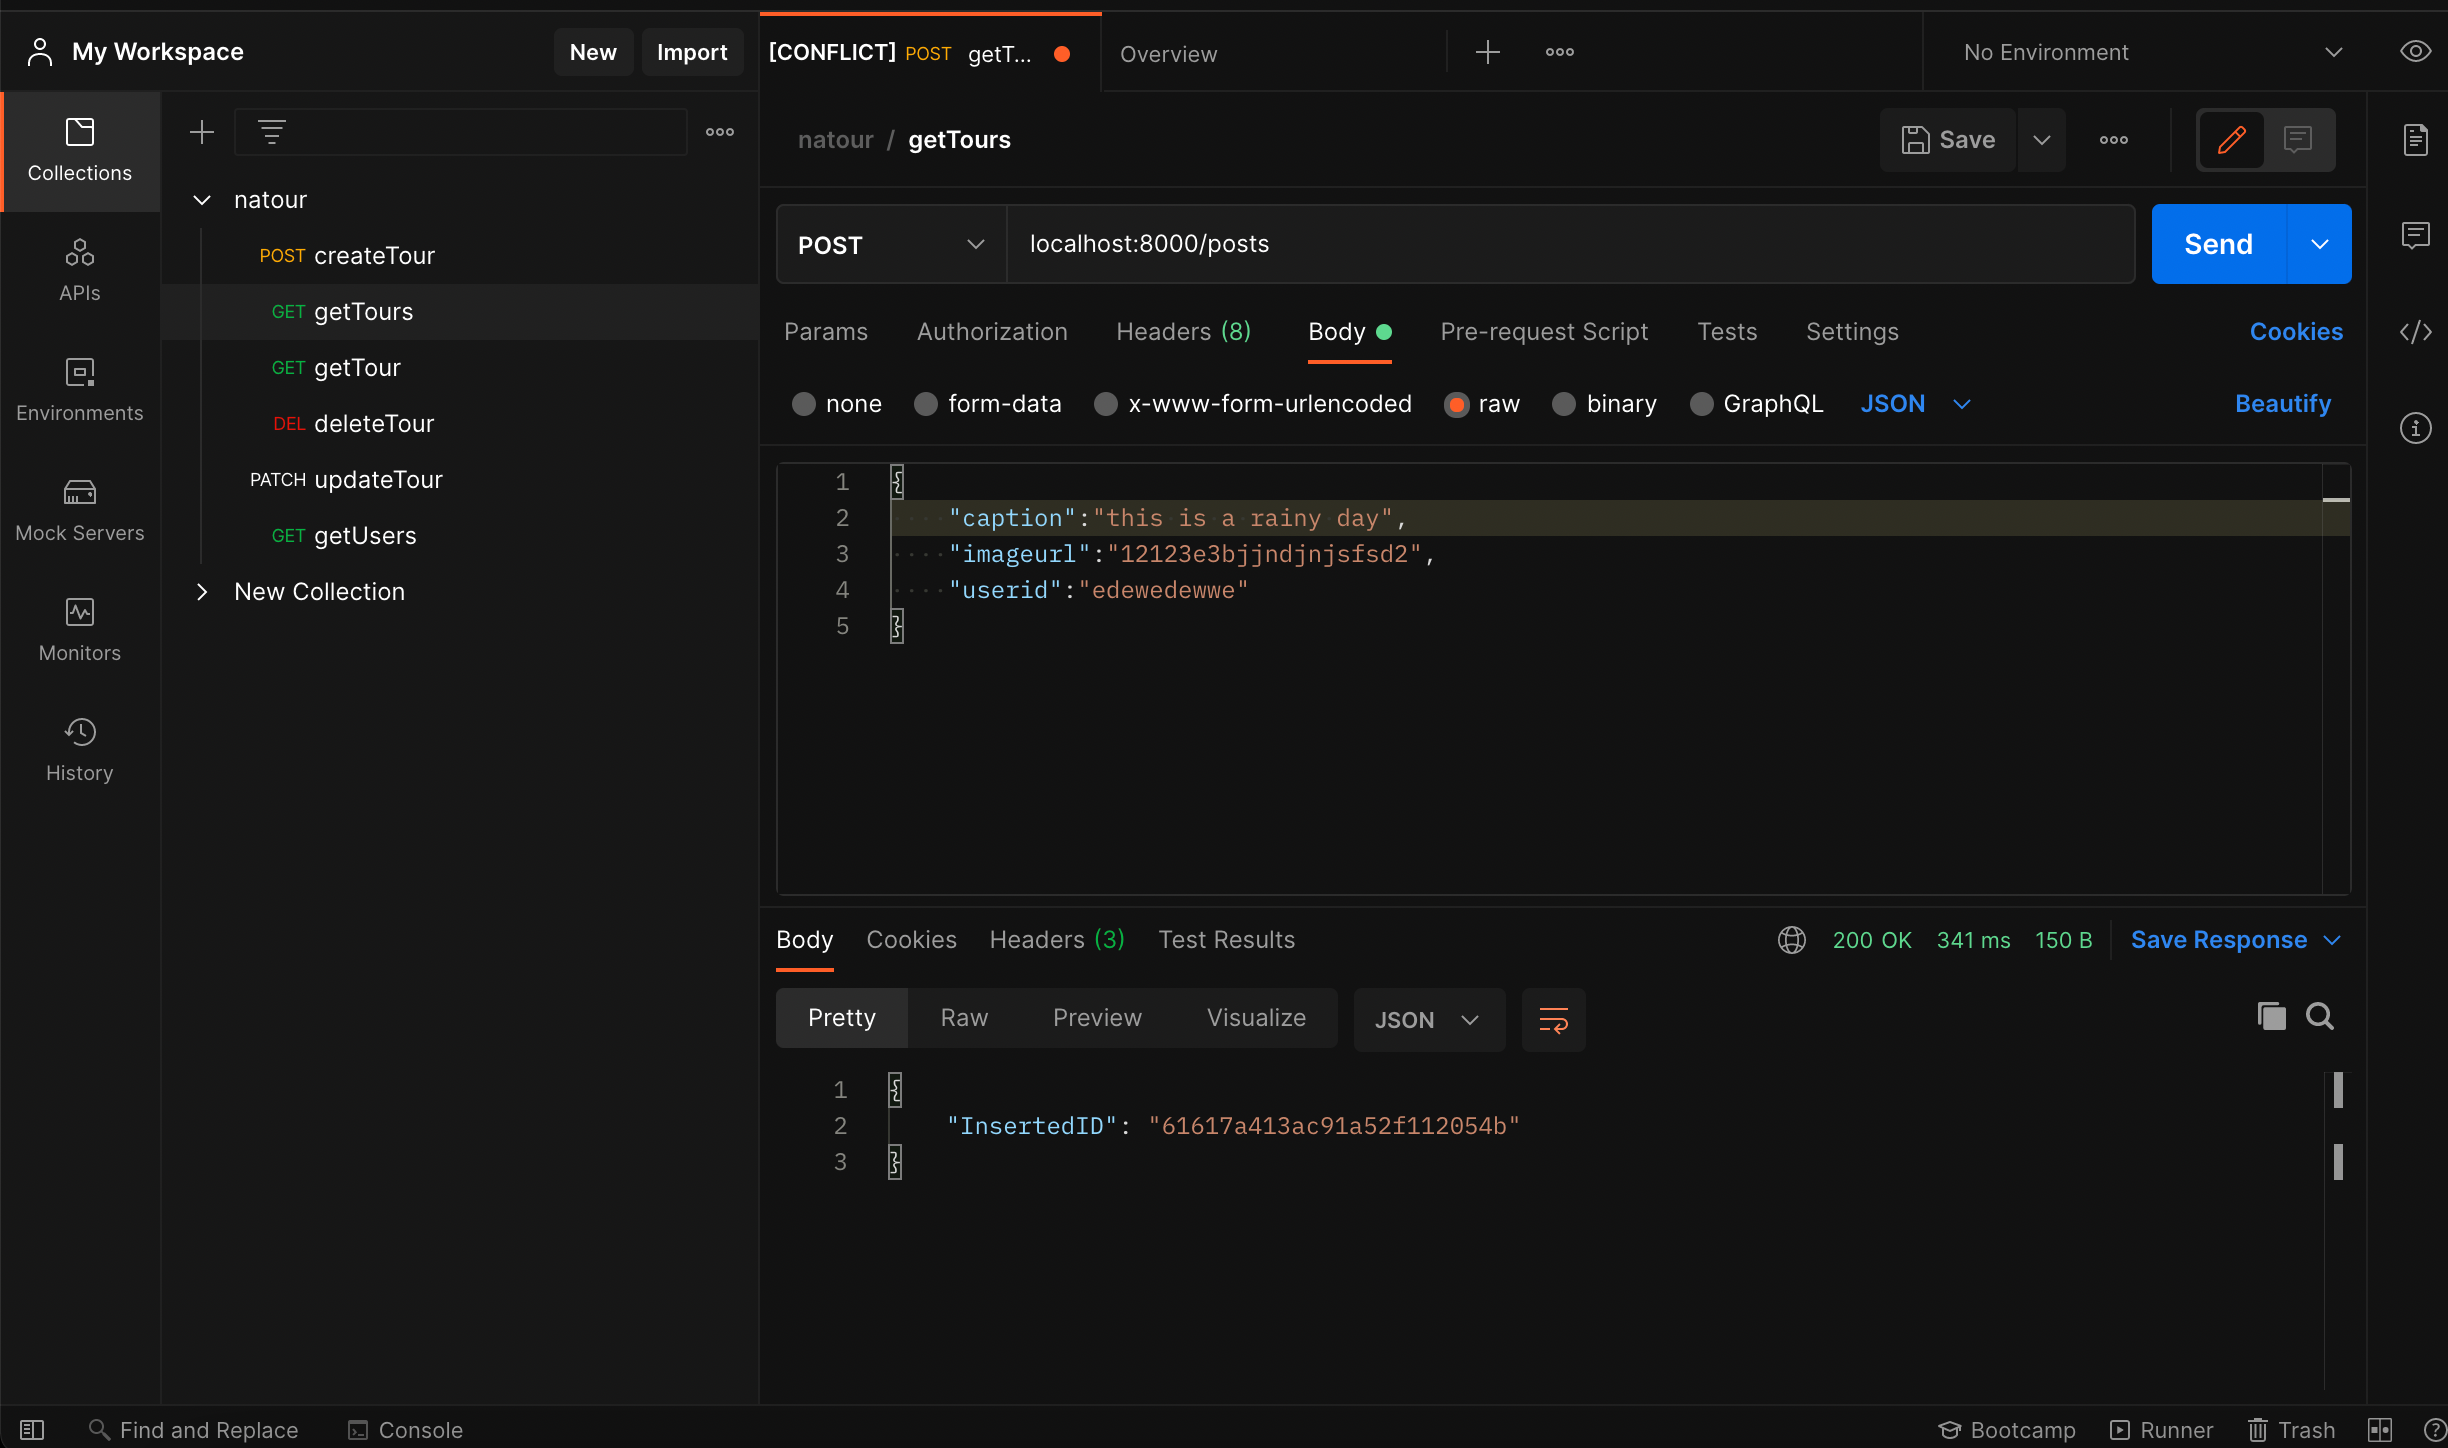 My Workspace
New
Import
[CONFLICT] POST getT...
Overview
No Environment
Collections
APIs
Environments
Mock Servers
Monitors
History
natour
POST createTour
GET getTours
GET getTour
DEL deleteTour
PATCH updateTour
GET getUsers
New Collection
natour / getTours
Save
POST
localhost:8000/posts
Send
Params Authorization Headers (8) Body Pre-request Script Tests Settings Cookies
none form-data x-www-form-urlencoded raw binary GraphQL JSON Beautify
1 {
2 "caption":"this is a rainy day",
3 "imageurl":"12123e3bjjndjnjsfsd2",
4 "userid":"edewedewwe"
5 }
Body Cookies Headers (3) Test Results 200 OK 341 ms 150 B Save Response
Pretty Raw Preview Visualize JSON
1 {
2 "InsertedID": "61617a413ac91a52f112054b"
3 }
Find and Replace Console Bootcamp Runner Trash